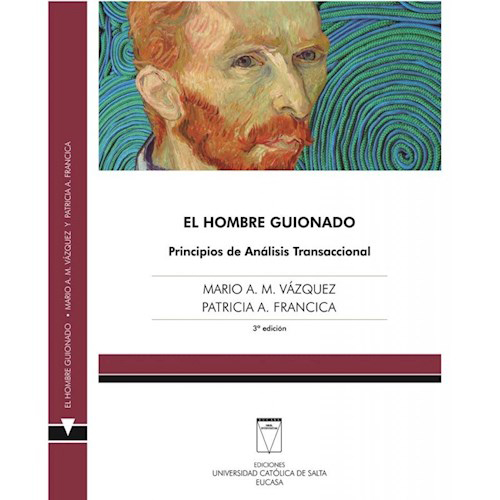 EL HOMBRE GUIONADO • MARIO A. M. VÁZQUEZ Y PATRICIA A. FRANCICA
EL HOMBRE GUIONADO
Principios de Análisis Transaccional
MARIO A. M. VÁZQUEZ
PATRICIA A. FRANCICA
3ª edición
EDICIONES
UNIVERSIDAD CATÓLICA DE SALTA
EUCASA